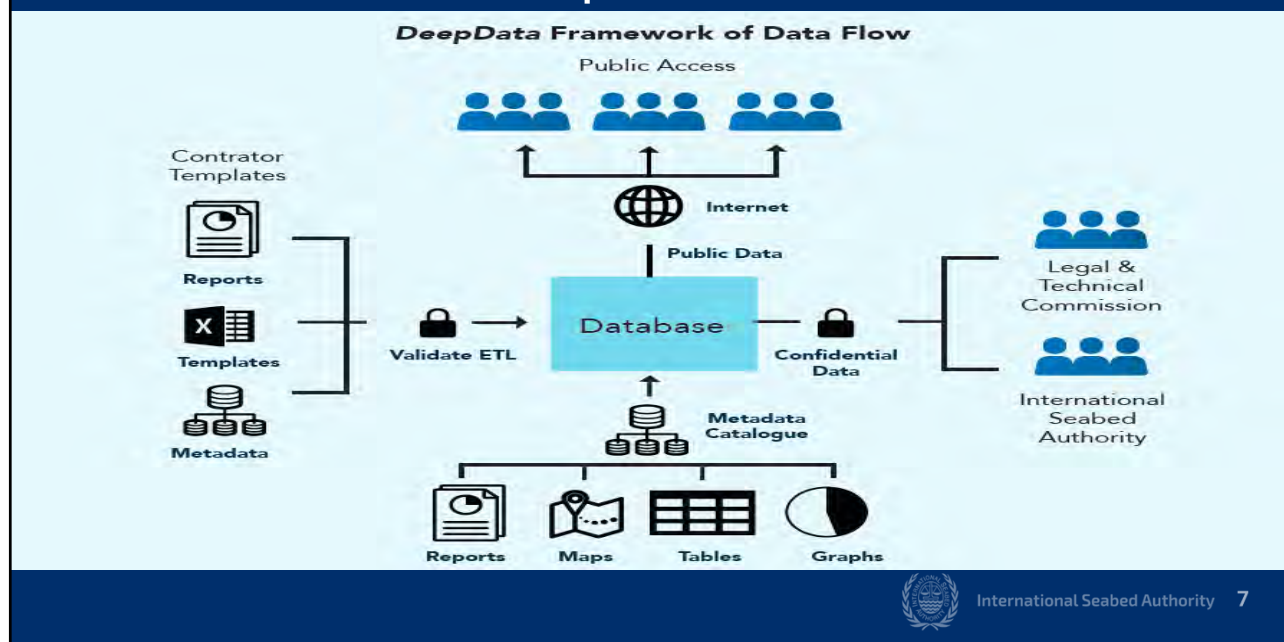 DeepData Framework of Data Flow
Public Access
Contrator
Templates
Reports
Templates
Metadata
Validate ETL
Internet
Public Data
Database
Confidential
Data
Legal &
Technical
Commission
International
Seabed
Authority
Metadata
Catalogue
Reports
Maps
Tables
Graphs
International Seabed Authority 7